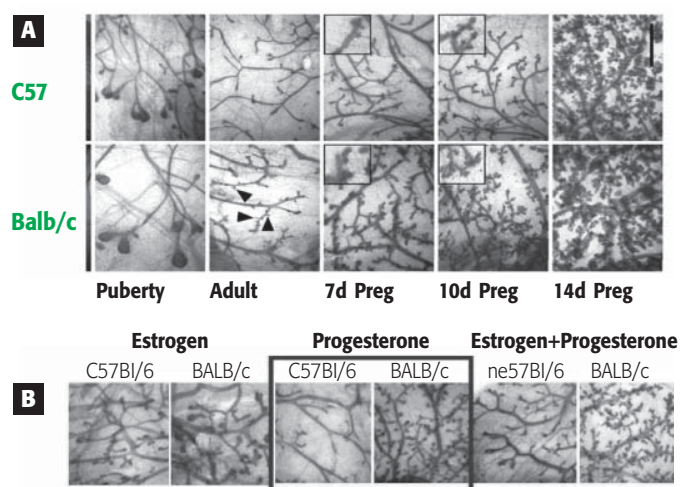 A
C57
Balb/c
Puberty Adult 7d Preg 10d Preg 14d Preg
Estrogen Progesterone Estrogen+Progesterone
B
C57Bl/6 BALB/c C57Bl/6 BALB/c ne57Bl/6 BALB/c